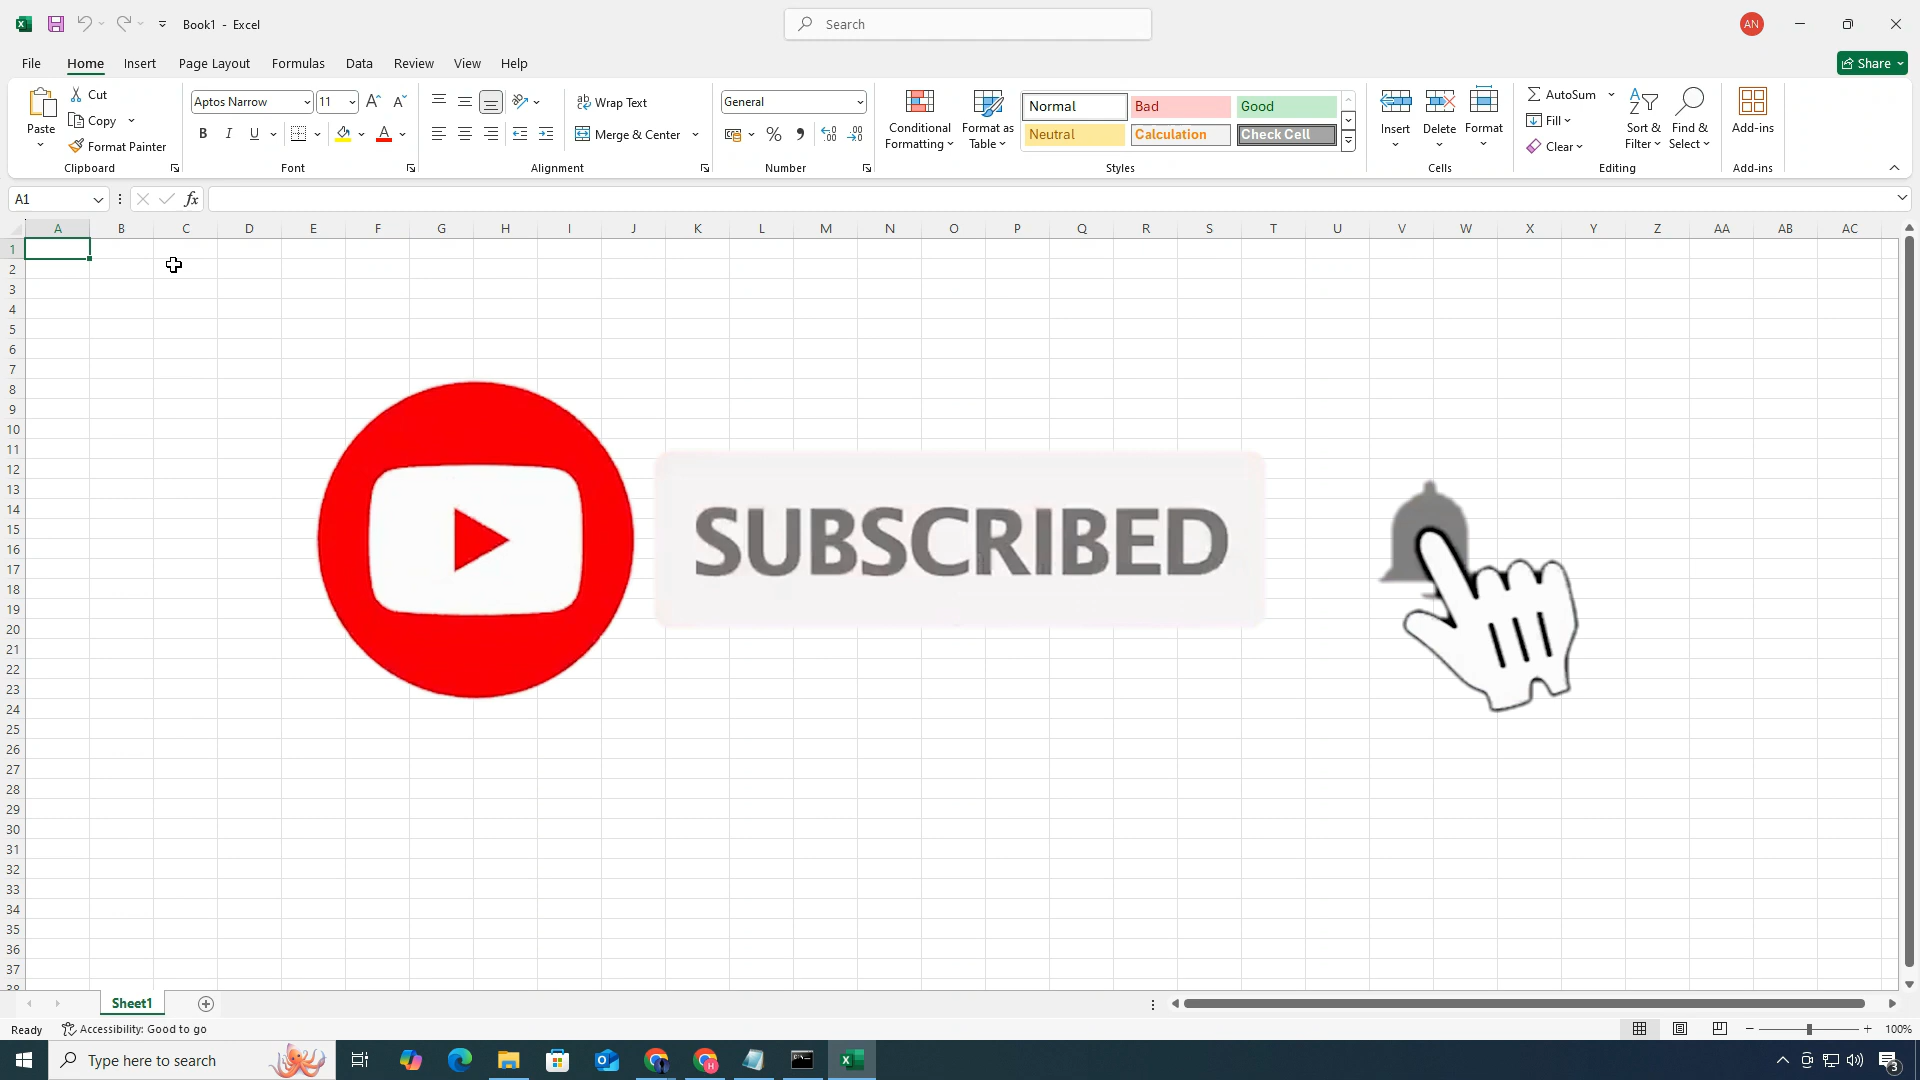 Book1 - Excel
Search
AN
File Home Insert Page Layout Formulas Data Review View Help
Share
Paste
Cut
Copy
Format Painter
Clipboard
Aptos Narrow 11
B I U
Font
Wrap Text
Merge & Center
Alignment
General
Number
Conditional Formatting
Format as Table
Normal Bad Good
Neutral Calculation Check Cell
Styles
Insert Delete Format
Cells
AutoSum
Fill
Clear
Sort & Filter
Find & Select
Editing
Add-ins
Add-ins
A1 fx
A B C D E F G H I J K L M N O P Q R S T U V W X Y Z AA AB AC
1
2
3
4
5
6
7
8
9
10
11
12
13
14
15
16
17
18
19
20
21
22
23
24
25
26
27
28
29
30
31
32
33
34
35
36
37
38
SUBSCRIBED
Sheet1
Ready Accessibility: Good to go
100%
Type here to search
3